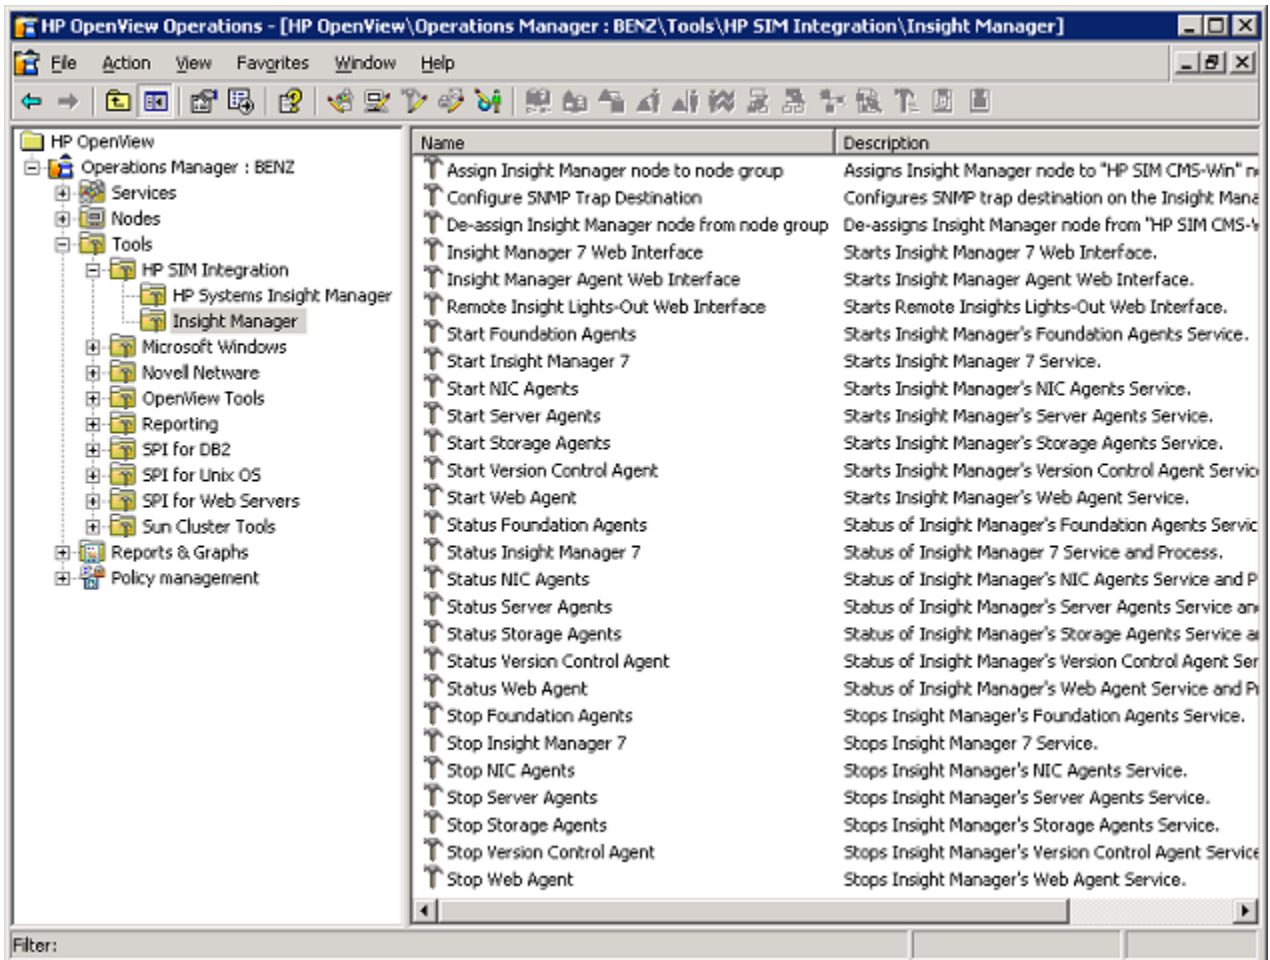 HP OpenView Operations - [HP OpenView\Operations Manager : BENZ\Tools\HP SIM Integration\Insight Manager]
File Action View Favorites Window Help
HP OpenView
Operations Manager : BENZ
Services
Nodes
Tools
HP SIM Integration
HP Systems Insight Manager
Insight Manager
Microsoft Windows
Novell Netware
OpenView Tools
Reporting
SPI for DB2
SPI for Unix OS
SPI for Web Servers
Sun Cluster Tools
Reports & Graphs
Policy management
Name Description
Assign Insight Manager node to node group Assigns Insight Manager node to "HP SIM CMS-Win"
Configure SNMP Trap Destination Configures SNMP trap destination on the Insight Mana
De-assign Insight Manager node from node group De-assigns Insight Manager node from "HP SIM CMS-
Insight Manager 7 Web Interface Starts Insight Manager 7 Web Interface.
Insight Manager Agent Web Interface Starts Insight Manager Agent Web Interface.
Remote Insight Lights-Out Web Interface Starts Remote Insights Lights-Out Web Interface.
Start Foundation Agents Starts Insight Manager's Foundation Agents Service.
Start Insight Manager 7 Starts Insight Manager 7 Service.
Start NIC Agents Starts Insight Manager's NIC Agents Service.
Start Server Agents Starts Insight Manager's Server Agents Service.
Start Storage Agents Starts Insight Manager's Storage Agents Service.
Start Version Control Agent Starts Insight Manager's Version Control Agent Servic
Start Web Agent Starts Insight Manager's Web Agent Service.
Status Foundation Agents Status of Insight Manager's Foundation Agents Servic
Status Insight Manager 7 Status of Insight Manager 7 Service and Process.
Status NIC Agents Status of Insight Manager's NIC Agents Service and P
Status Server Agents Status of Insight Manager's Server Agents Service an
Status Storage Agents Status of Insight Manager's Storage Agents Service a
Status Version Control Agent Status of Insight Manager's Version Control Agent Ser
Status Web Agent Status of Insight Manager's Web Agent Service and P
Stop Foundation Agents Stops Insight Manager's Foundation Agents Service.
Stop Insight Manager 7 Stops Insight Manager 7 Service.
Stop NIC Agents Stops Insight Manager's NIC Agents Service.
Stop Server Agents Stops Insight Manager's Server Agents Service.
Stop Storage Agents Stops Insight Manager's Storage Agents Service.
Stop Version Control Agent Stops Insight Manager's Version Control Agent Service
Stop Web Agent Stops Insight Manager's Web Agent Service.
Filter: